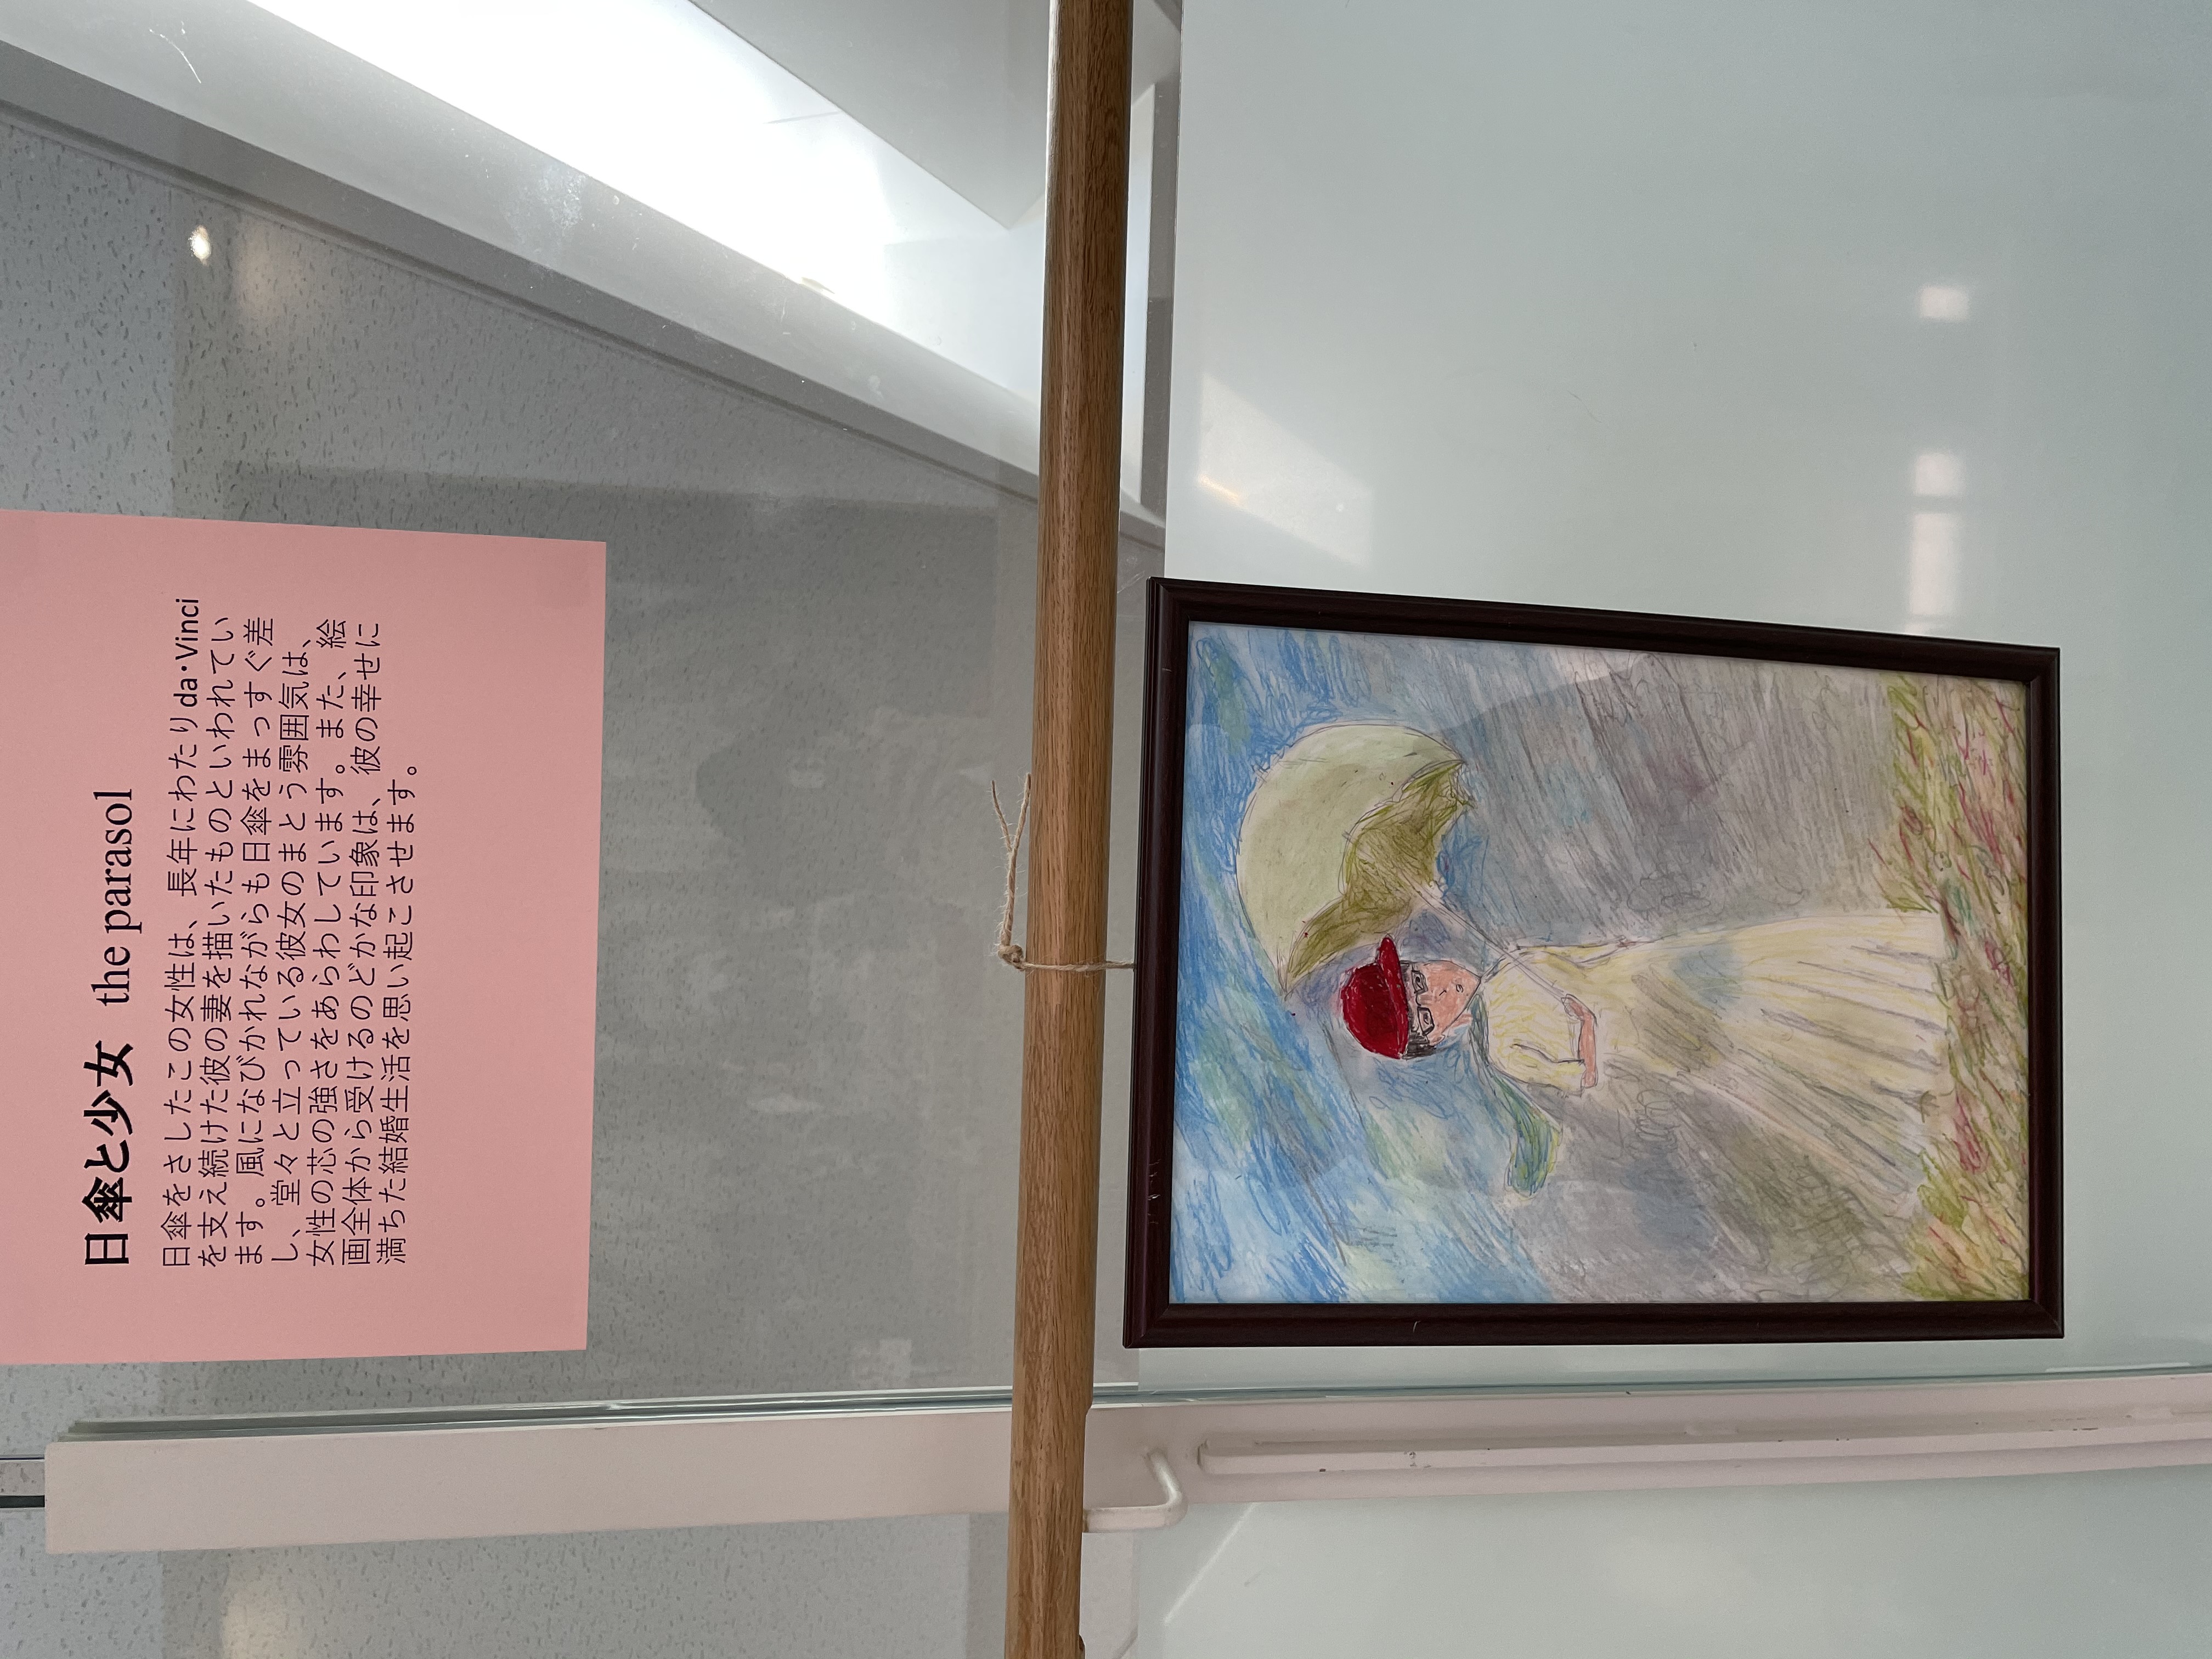 日傘と少女 the parasol
日傘をさしたこの女性は、長年にわたりda・Vinci
を支え続けた彼の妻を描いたものといわれてい
ます。風になびかれながらも日傘をまっすぐ差
し、堂々と立っている彼女のまとう雰囲気は、
女性の芯の強さをあらわしています。また、絵
画全体から受けるのどかな印象は、彼の幸せに
満ちた結婚生活を思い起こさせます。